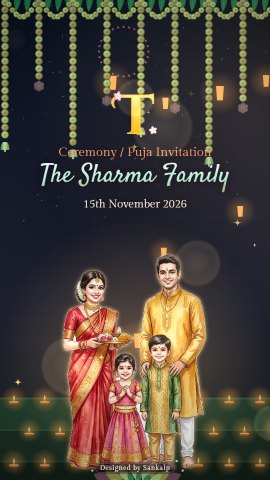 T
Ceremony / Puja Invitation
The Sharma Family
15th November 2026
Designed by Sankalp